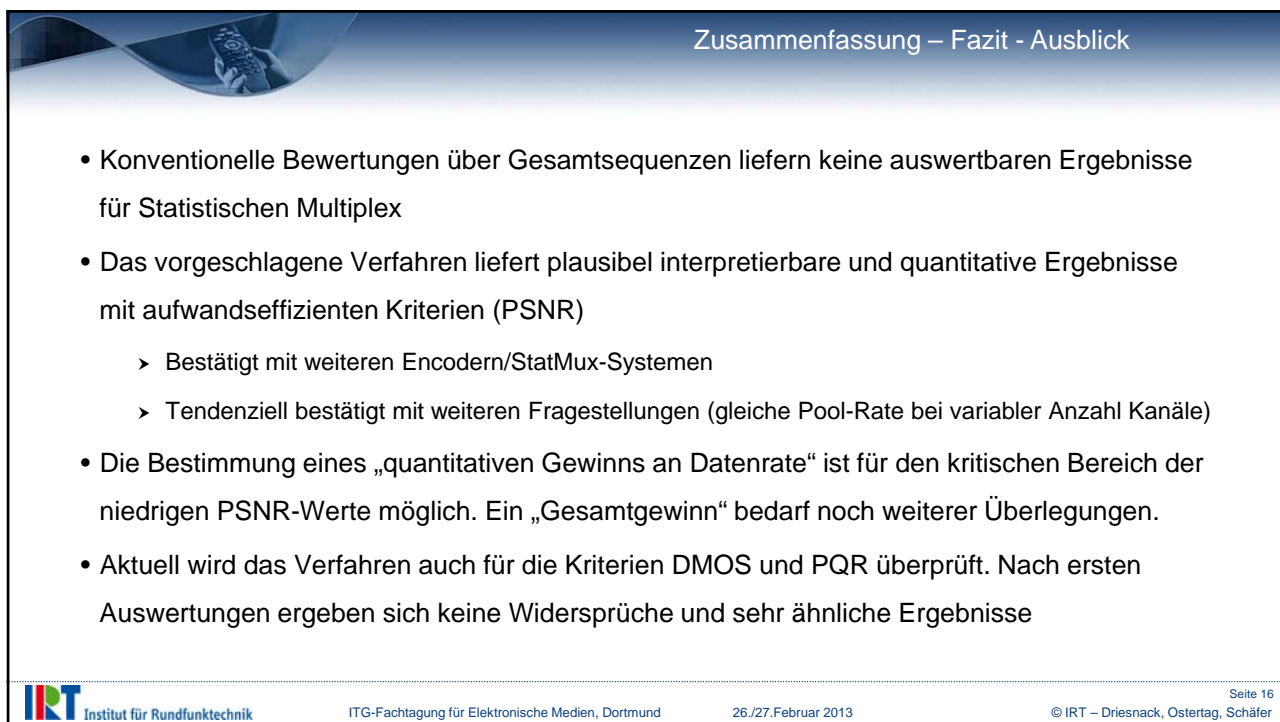 Zusammenfassung – Fazit - Ausblick
• Konventionelle Bewertungen über Gesamtsequenzen liefern keine auswertbaren Ergebnisse
für Statistischen Multiplex
• Das vorgeschlagene Verfahren liefert plausibel interpretierbare und quantitative Ergebnisse
mit aufwandseffizienten Kriterien (PSNR)
➢ Bestätigt mit weiteren Encodern/StatMux-Systemen
➢ Tendenziell bestätigt mit weiteren Fragestellungen (gleiche Pool-Rate bei variabler Anzahl Kanäle)
• Die Bestimmung eines „quantitativen Gewinns an Datenrate“ ist für den kritischen Bereich der
niedrigen PSNR-Werte möglich. Ein „Gesamtgewinn“ bedarf noch weiterer Überlegungen.
• Aktuell wird das Verfahren auch für die Kriterien DMOS und PQR überprüft. Nach ersten
Auswertungen ergeben sich keine Widersprüche und sehr ähnliche Ergebnisse
Seite 16
IRT Institut für Rundfunktechnik ITG-Fachtagung für Elektronische Medien, Dortmund 26./27.Februar 2013 © IRT – Driesnack, Ostertag, Schäfer